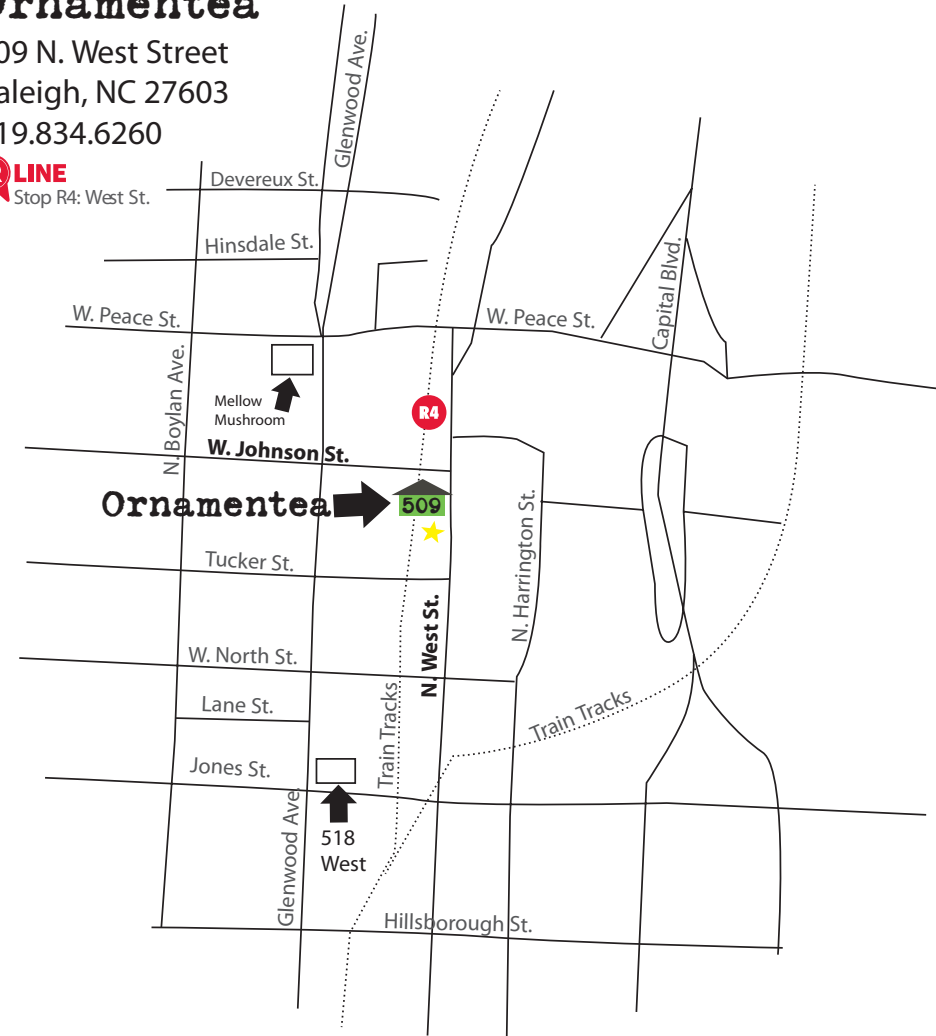 Ornamentea
09 N. West Street
aleigh, NC 27603
19.834.6260
R LINE
Stop R4: West St.
Glenwood Ave.
Devereux St.
Hinsdale St.
W. Peace St.
W. Peace St.
Capital Blvd.
N. Boylan Ave.
Mellow
Mushroom
R4
W. Johnson St.
Ornamentea
509
N. Harrington St.
Tucker St.
N. West St.
W. North St.
Lane St.
Train Tracks
Train Tracks
Jones St.
Glenwood Ave.
518
West
Hillsborough St.